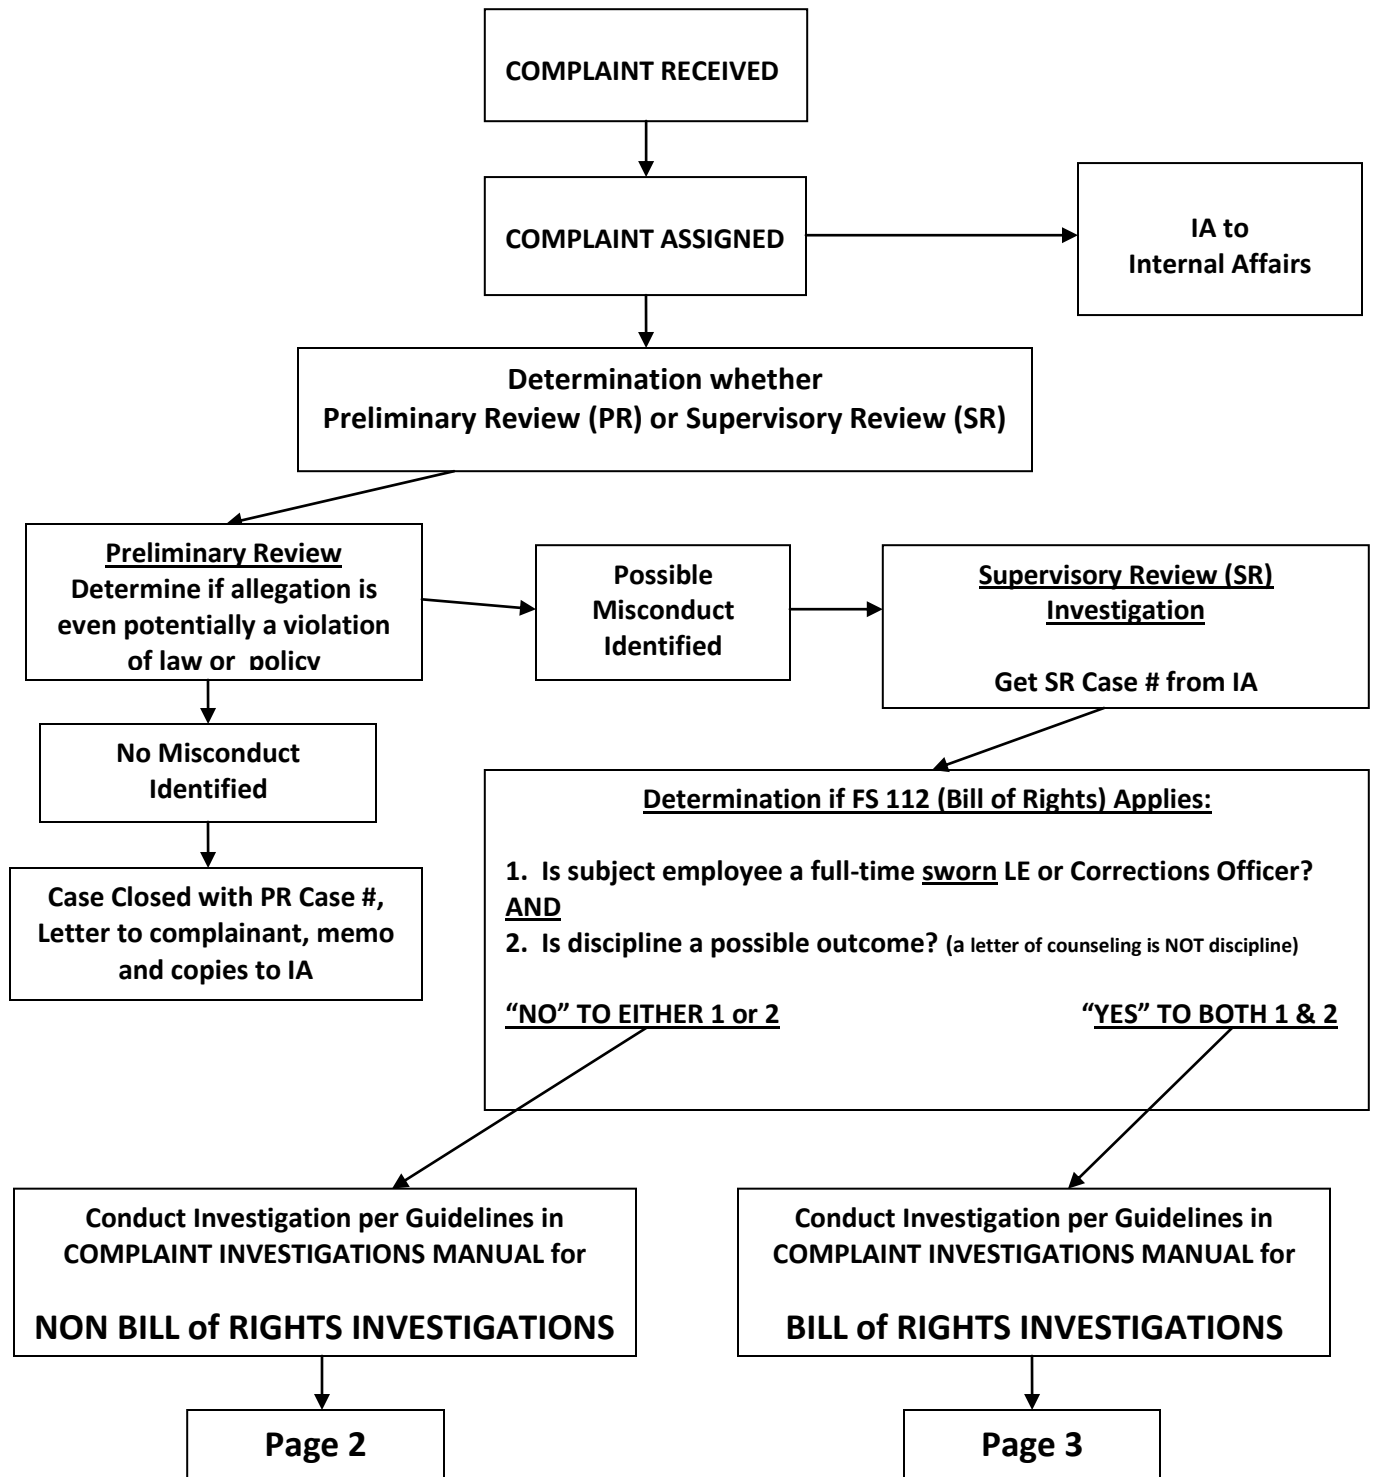 COMPLAINT RECEIVED
COMPLAINT ASSIGNED
IA to
Internal Affairs
Determination whether
Preliminary Review (PR) or Supervisory Review (SR)
Preliminary Review
Determine if allegation is
even potentially a violation
of law or policy
Possible
Misconduct
Identified
Supervisory Review (SR)
Investigation
Get SR Case # from IA
No Misconduct
Identified
Case Closed with PR Case #,
Letter to complainant, memo
and copies to IA
Determination if FS 112 (Bill of Rights) Applies:
1. Is subject employee a full-time sworn LE or Corrections Officer?
AND
2. Is discipline a possible outcome? (a letter of counseling is NOT discipline)
“NO” TO EITHER 1 or 2
“YES” TO BOTH 1 & 2
Conduct Investigation per Guidelines in
COMPLAINT INVESTIGATIONS MANUAL for
NON BILL of RIGHTS INVESTIGATIONS
Conduct Investigation per Guidelines in
COMPLAINT INVESTIGATIONS MANUAL for
BILL of RIGHTS INVESTIGATIONS
Page 2
Page 3